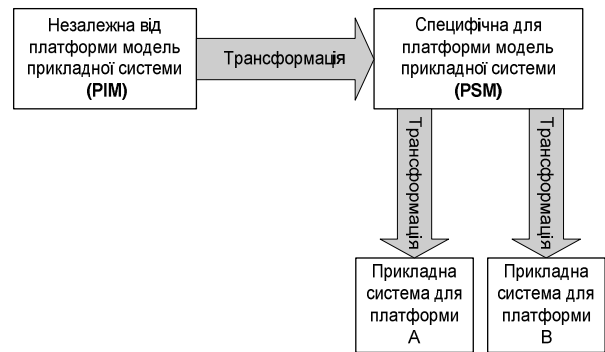 Незалежна від
платформи модель
прикладної системи
(PIM)
Трансформація
Специфічна для
платформи модель
прикладної системи
(PSM)
Трансформація
Трансформація
Прикладна
система для
платформи
A
Прикладна
система для
платформи
B